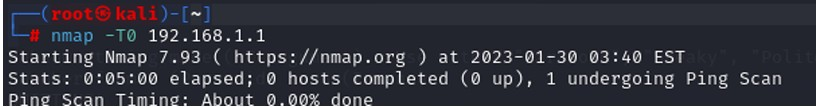 (root㉿kali)-[~]
# nmap -T0 192.168.1.1
Starting Nmap 7.93 ( https://nmap.org ) at 2023-01-30 03:40 EST
Stats: 0:05:00 elapsed; 0 hosts completed (0 up), 1 undergoing Ping Scan
Ping Scan Timing: About 0.00% done